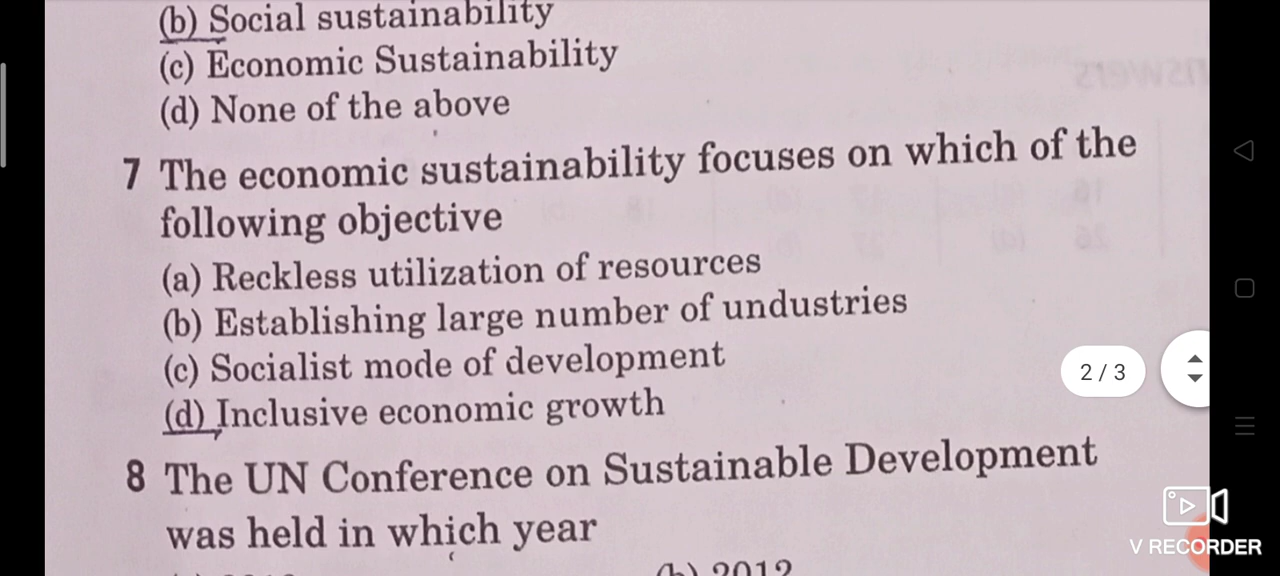 (b) Social sustainability
(c) Economic Sustainability
(d) None of the above
7 The economic sustainability focuses on which of the
following objective
(a) Reckless utilization of resources
(b) Establishing large number of undustries
(c) Socialist mode of development
(d) Inclusive economic growth
2 / 3
8 The UN Conference on Sustainable Development
was held in which year
(b) 2012
V RECORDER